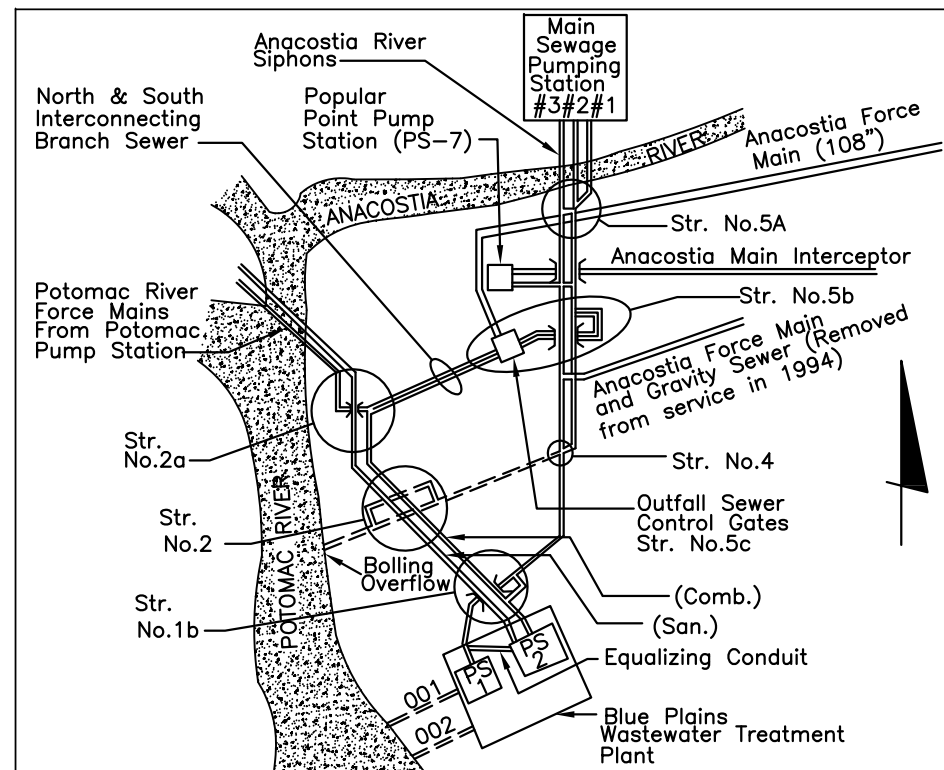 Main
Sewage
Pumping
Station
#3#2#1
Anacostia River
Siphons
North & South
Interconnecting
Branch Sewer
Popular
Point Pump
Station (PS-7)
RIVER
ANACOSTIA
Anacostia Force
Main (108")
Str. No.5A
Anacostia Main Interceptor
Potomac River
Force Mains
From Potomac
Pump Station
Str. No.5b
Anacostia Force Main
and Gravity Sewer (Removed
from service in 1994)
Str.
No.2a
Str. No.4
POTOMAC RIVER
Str.
No.2
Outfall Sewer
Control Gates
Str. No.5c
Bolling
Overflow
Str.
No.1b
(Comb.)
(San.)
PS
2
PS
1
Equalizing Conduit
001
002
Blue Plains
Wastewater Treatment
Plant